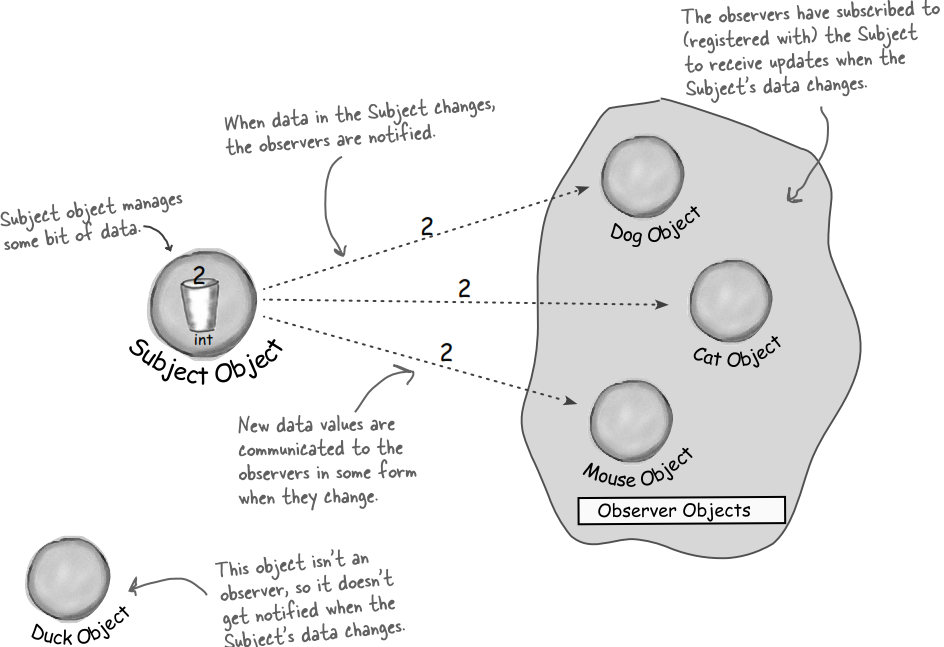 The observers have subscribed to
(registered with) the Subject
to receive updates when the
Subject's data changes.
When data in the Subject changes,
the observers are notified.
Subject object manages
some bit of data.
2
int
Subject Object
2
2
2
Dog Object
Cat Object
Mouse Object
Observer Objects
New data values are
communicated to the
observers in some form
when they change.
Duck Object
This object isn't an
observer, so it doesn't
get notified when the
Subject's data changes.